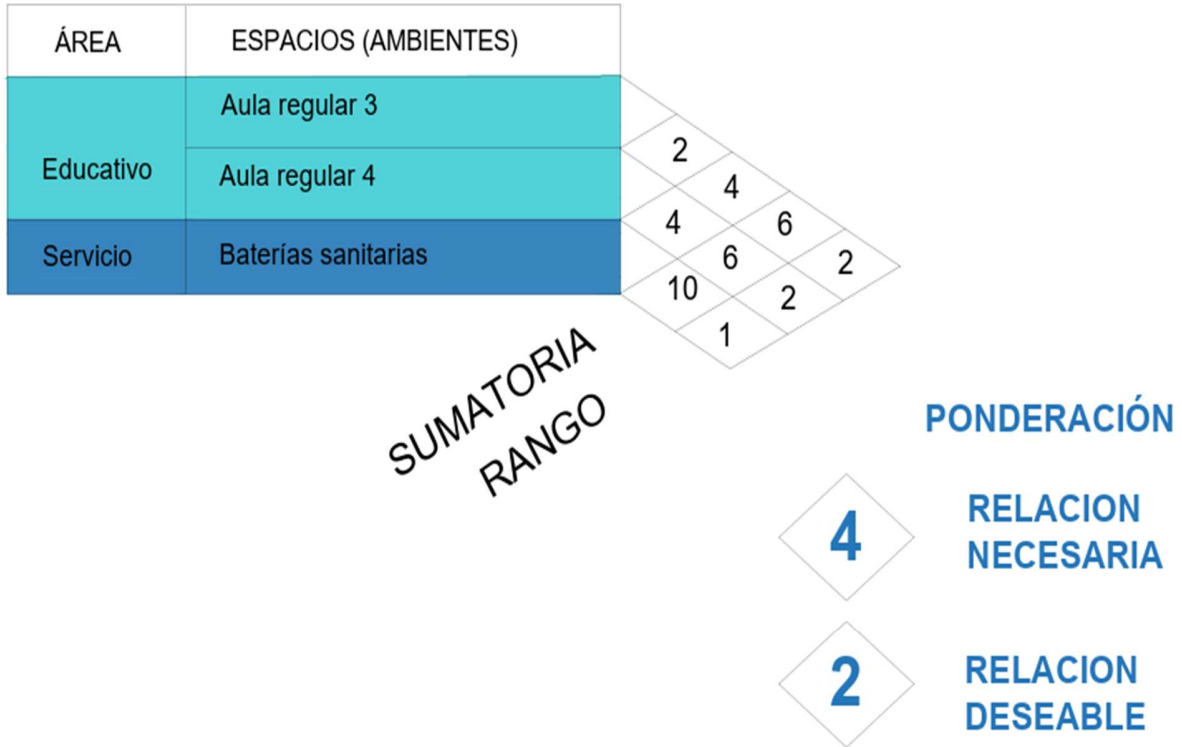 ÁREA
ESPACIOS (AMBIENTES)
Educativo
Aula regular 3
Aula regular 4
Servicio
Baterías sanitarias
2
4
4
6
6
2
10
2
1
SUMATORIA
RANGO
PONDERACIÓN
4
RELACION
NECESARIA
2
RELACION
DESEABLE